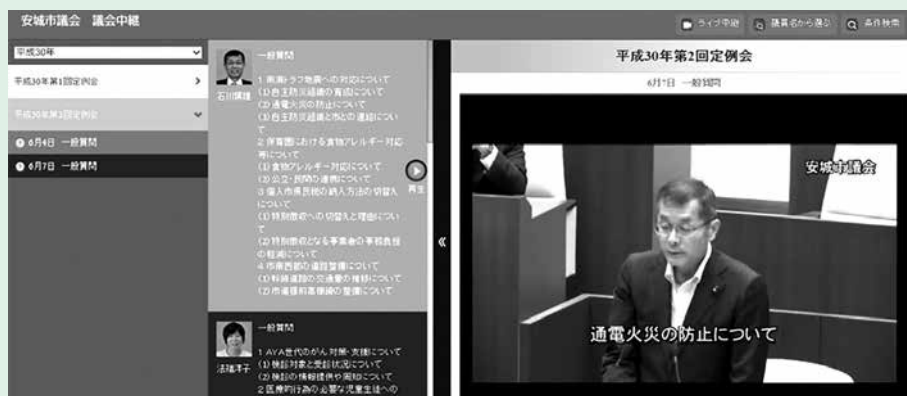 安城市議会 議会中継
ライブ中継
議員名から選ぶ
条件検索
平成30年
平成30年第1回定例会
平成30年第2回定例会
6月4日 一般質問
6月7日 一般質問
一般質問
1 南海トラフ地震への対応について
(1)自主防災組織の育成について
(2)通電火災の防止について
(3)自主防災組織と市との連絡につい
て
2 保育園における食物アレルギー対応
等について
(1)食物アレルギー対応について
(2)公立・民間の連携について
3 個人市県民税の納入方法の切替え
について
(1)特別徴収への切替えと理由につい
て
(2)特別徴収となる事業者の事務負担
の軽減について
4 市南西部の道路整備について
(1)幹線道路の交通量の推移について
(2)市道
の整備について
再生
一般質問
1 AYA世代のがん対策・支援について
(1)検診対象と受診状況について
(2)検診の情報提供や周知について
2 医療的行為の必要な児童生徒への
平成30年第2回定例会
6月7日 一般質問
安城市議会
通電火災の防止について